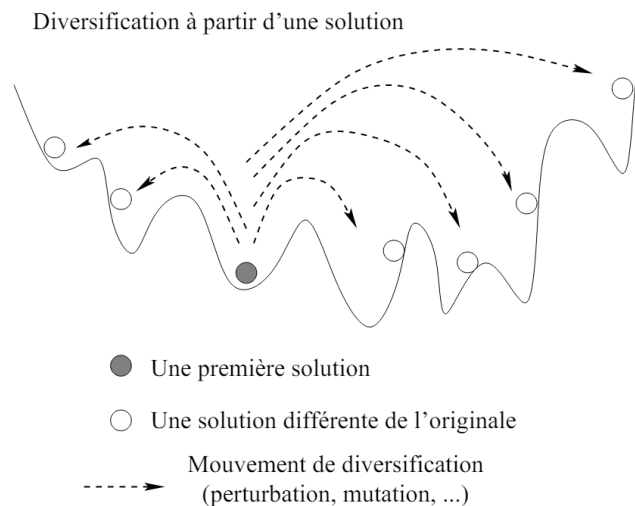 Diversification à partir d'une solution
Une première solution
Une solution différente de l'originale
Mouvement de diversification
(perturbation, mutation, ...)